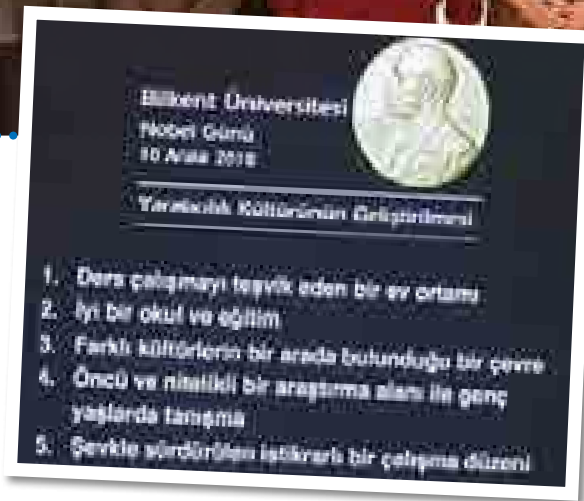 Bilkent Üniversitesi
Nobel Günü
10 Aralık 2018
Yaratıcılık Kültürünün Geliştirilmesi
1. Ders çalışmayı teşvik eden bir ev ortamı
2. İyi bir okul ve eğitim
3. Farklı kültürlerin bir arada bulunduğu bir çevre
4. Öncü ve nitelikli bir araştırma alanı ile genç
yaşlarda tanışma
5. Şevkle sürdürülen istikrarlı bir çalışma düzeni